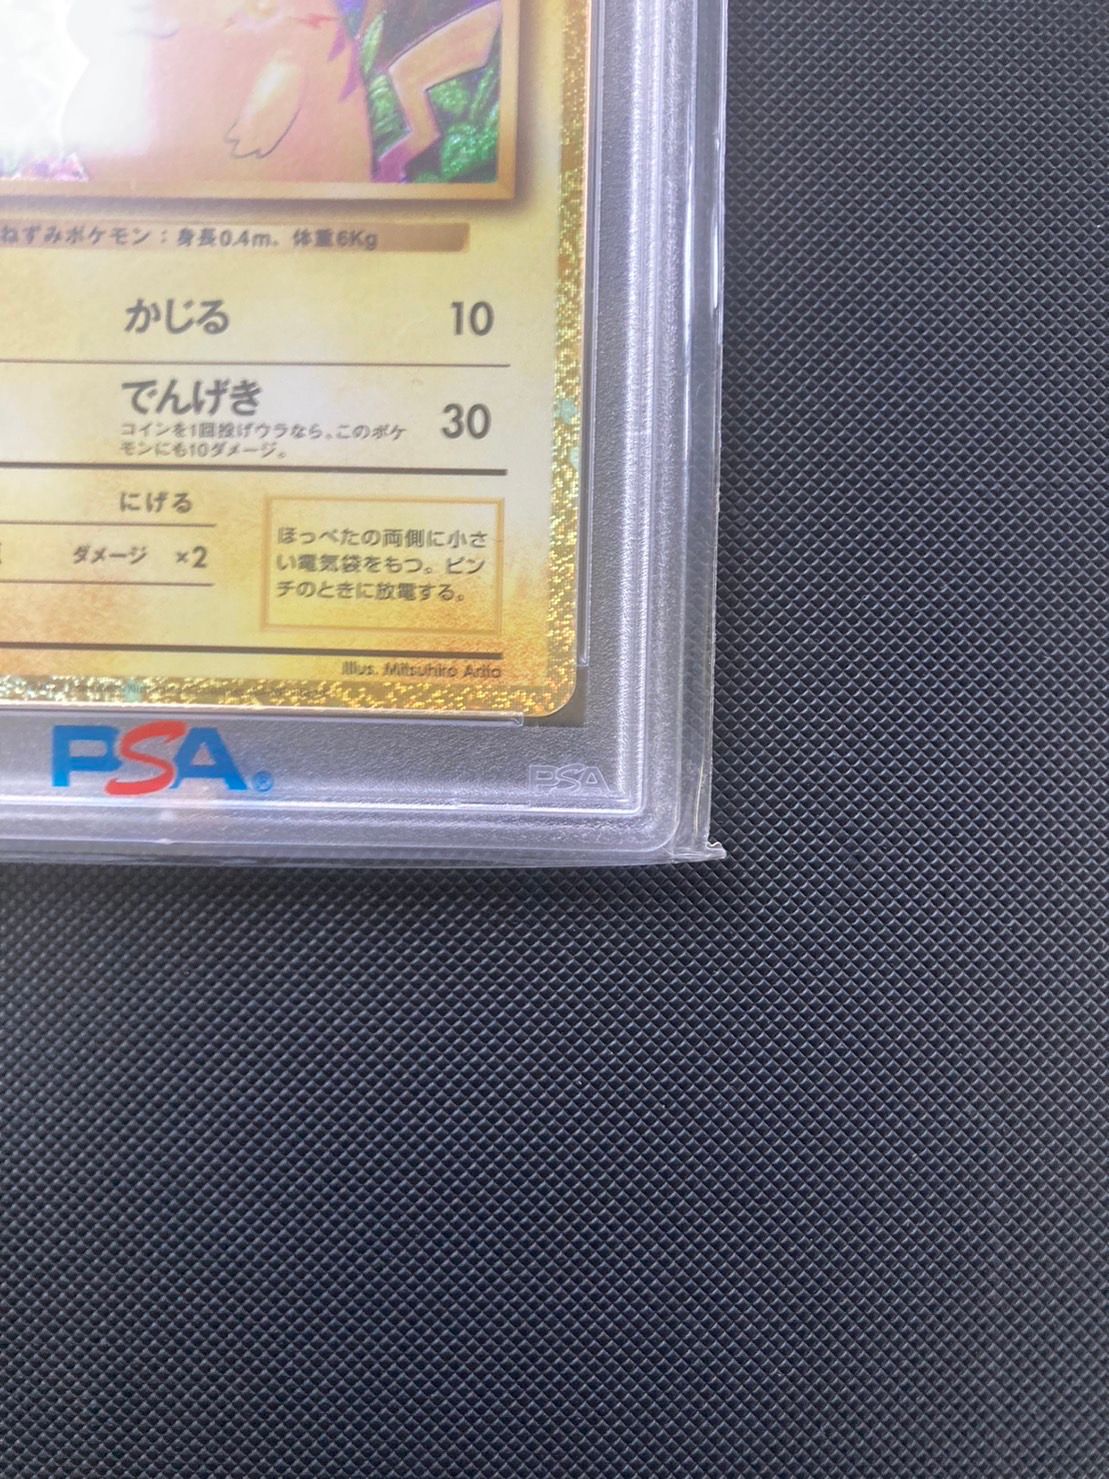 ねずみポケモン：身長0.4m、体重6Kg
かじる 10
でんげき 30
コインを1回投げウラなら、このポケ
モンにも10ダメージ。
にげる
ダメージ ×2
ほっぺたの両側に小さ
い電気袋をもつ。ピン
チのときに放電する。
Illus. Mitsuhiro Arita
PSA®
PSA